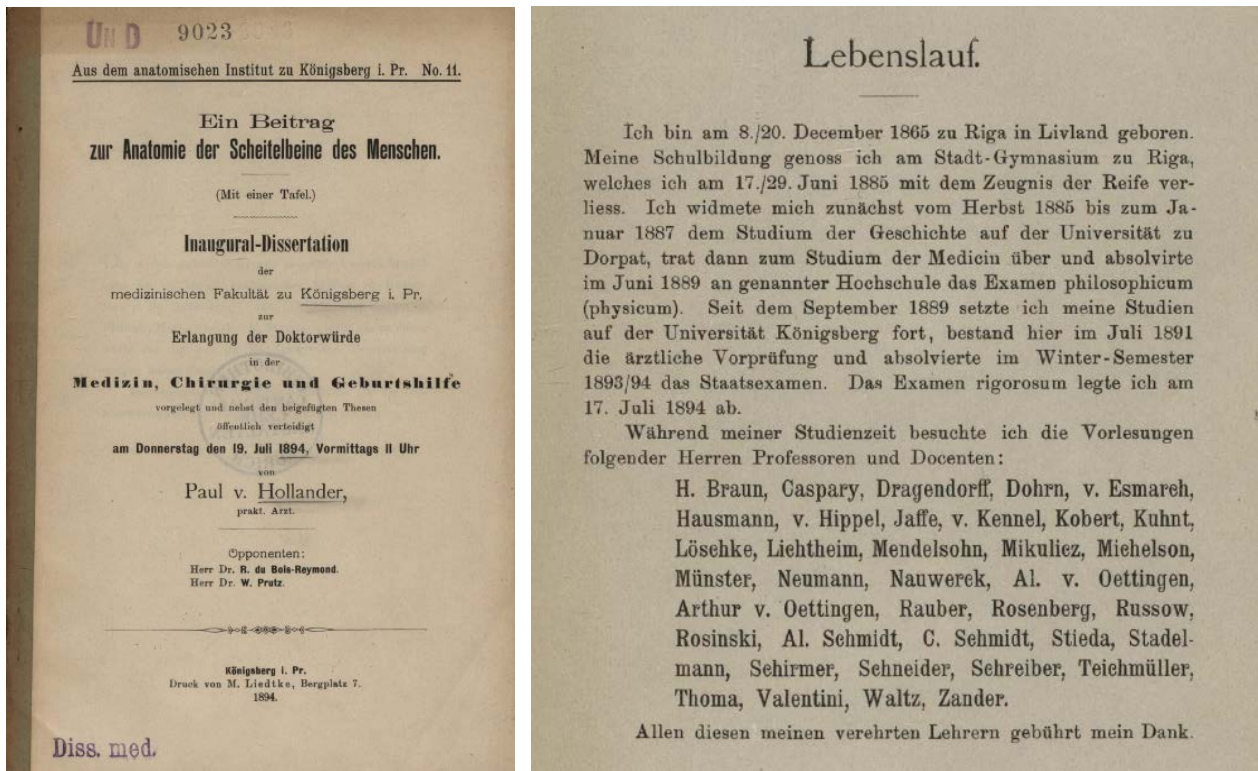 UN D 9023
Aus dem anatomischen Institut zu Königsberg i. Pr. No. 11.
Ein Beitrag
zur Anatomie der Scheitelbeine des Menschen.
(Mit einer Tafel.)
Inaugural-Dissertation
der
medizinischen Fakultät zu Königsberg i. Pr.
zur
Erlangung der Doktorwürde
in der
Medizin, Chirurgie und Geburtshilfe
vorgelegt und nebst den beigefügten Thesen
öffentlich verteidigt
am Donnerstag den 19. Juli 1894, Vormittags 11 Uhr
von
Paul v. Hollander,
prakt. Arzt.
Opponenten:
Herr Dr. R. du Bois-Reymond.
Herr Dr. W. Prutz.
Königsberg i. Pr.
Druck von M. Liedtke, Bergplatz 7.
1894.
Diss. med.
Lebenslauf.
Ich bin am 8./20. December 1865 zu Riga in Livland geboren.
Meine Schulbildung genoss ich am Stadt-Gymnasium zu Riga,
welches ich am 17./29. Juni 1885 mit dem Zeugnis der Reife ver-
liess. Ich widmete mich zunächst vom Herbst 1885 bis zum Ja-
nuar 1887 dem Studium der Geschichte auf der Universität zu
Dorpat, trat dann zum Studium der Medicin über und absolvirte
im Juni 1889 an genannter Hochschule das Examen philosophicum
(physicum). Seit dem September 1889 setzte ich meine Studien
auf der Universität Königsberg fort, bestand hier im Juli 1891
die ärztliche Vorprüfung und absolvierte im Winter-Semester
1893/94 das Staatsexamen. Das Examen rigorosum legte ich am
17. Juli 1894 ab.
Während meiner Studienzeit besuchte ich die Vorlesungen
folgender Herren Professoren und Docenten:
H. Braun, Caspary, Dragendorff, Dohrn, v. Esmarch,
Hausmann, v. Hippel, Jaffe, v. Kennel, Kobert, Kuhnt,
Löschke, Lichtheim, Mendelsohn, Mikulicz, Michelson,
Münster, Neumann, Nauwerck, Al. v. Oettingen,
Arthur v. Oettingen, Rauber, Rosenberg, Russow,
Rosinski, Al. Schmidt, C. Schmidt, Stieda, Stadel-
mann, Schirmer, Schneider, Schreiber, Teichmüller,
Thoma, Valentini, Waltz, Zander.
Allen diesen meinen verehrten Lehrern gebührt mein Dank.